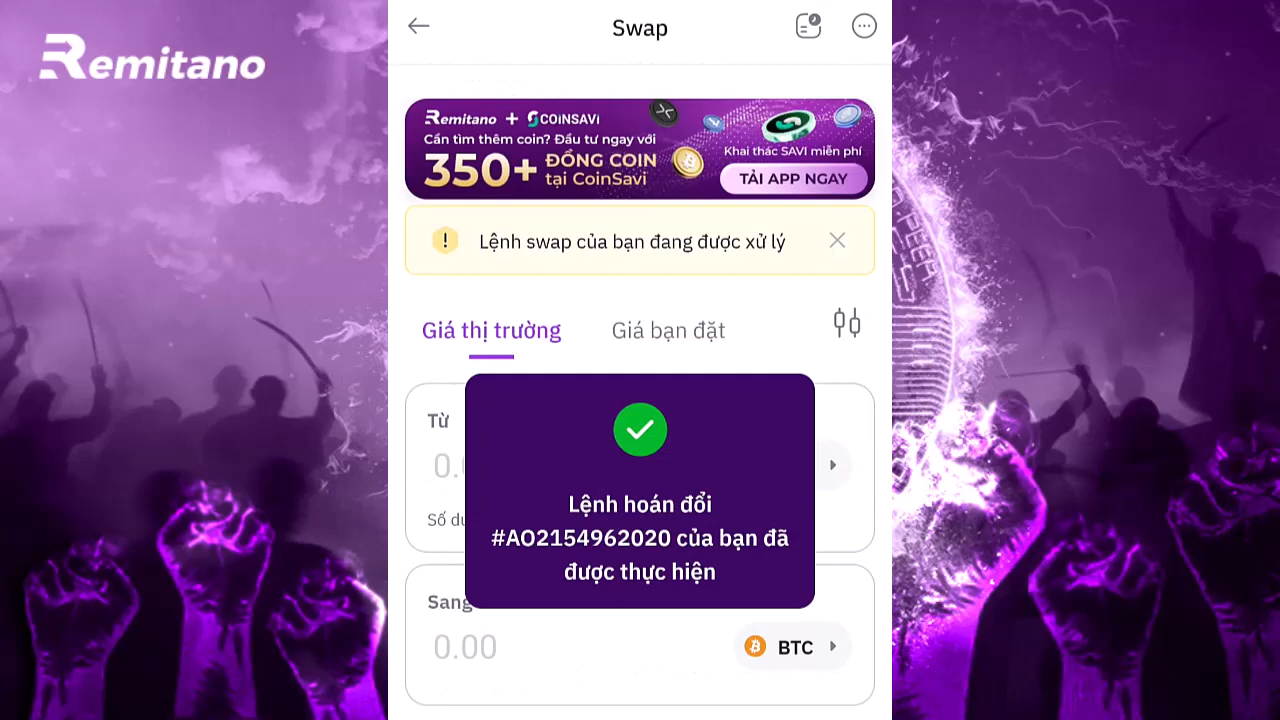 Remitano
Swap
Remitano + COINSAVi
Cần tìm thêm coin? Đầu tư ngay với
350+ ĐỒNG COIN
tại CoinSavi
Khai thác SAVI miễn phí
TẢI APP NGAY
Lệnh swap của bạn đang được xử lý
Giá thị trường Giá bạn đặt
Từ
Số dư
Lệnh hoán đổi
#AO2154962020 của bạn đã
được thực hiện
Sang
0.00 BTC